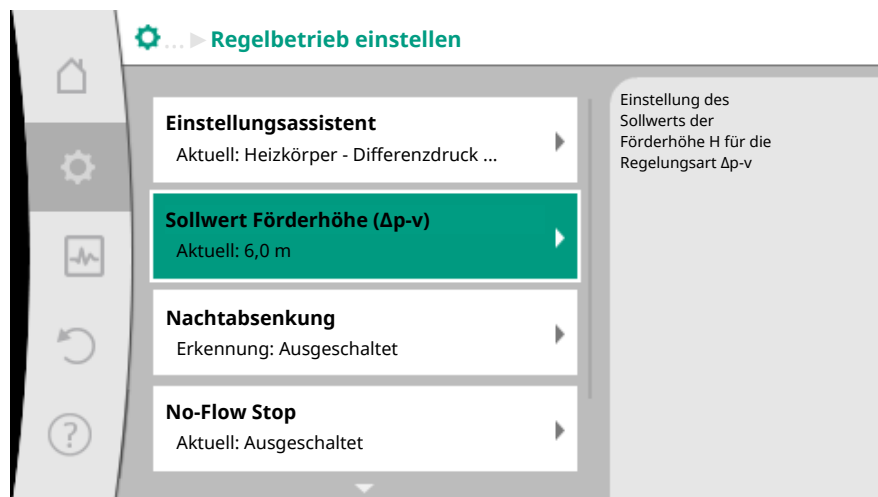 ... ▶ Regelbetrieb einstellen
Einstellungsassistent
Aktuell: Heizkörper - Differenzdruck ...
Sollwert Förderhöhe (Δp-v)
Aktuell: 6,0 m
Nachtabsenkung
Erkennung: Ausgeschaltet
No-Flow Stop
Aktuell: Ausgeschaltet
Einstellung des
Sollwerts der
Förderhöhe H für die
Regelungsart Δp-v
?